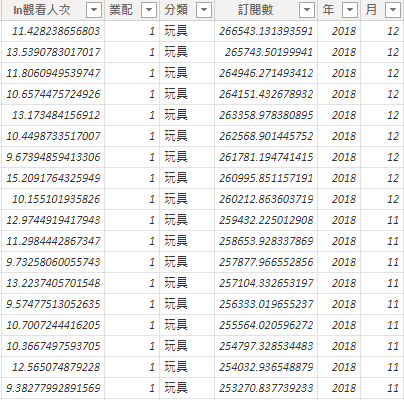 ln觀看人次 業配 分類 訂閱數 年 月
11.428238656803 1 玩具 266543.131393591 2018 12
13.5390783017017 1 玩具 265743.50199941 2018 12
11.8060949539747 1 玩具 264946.271493412 2018 12
10.6574475724926 1 玩具 264151.432678932 2018 12
13.173484156912 1 玩具 263358.978380895 2018 12
10.4498733517007 1 玩具 262568.901445752 2018 12
9.67394859413306 1 玩具 261781.194741415 2018 12
15.2091764325949 1 玩具 260995.851157191 2018 12
10.155101935826 1 玩具 260212.863603719 2018 12
12.9744919417943 1 玩具 259432.225012908 2018 11
11.2984442867347 1 玩具 258653.928337869 2018 11
9.73258060055743 1 玩具 257877.966552856 2018 11
13.2237405701548 1 玩具 257104.332653197 2018 11
9.57477513052635 1 玩具 256333.019655237 2018 11
10.7007244416205 1 玩具 255564.020596272 2018 11
10.3667497593705 1 玩具 254797.328534483 2018 11
12.565074879228 1 玩具 254032.936548879 2018 11
9.38277992891569 1 玩具 253270.837739233 2018 11